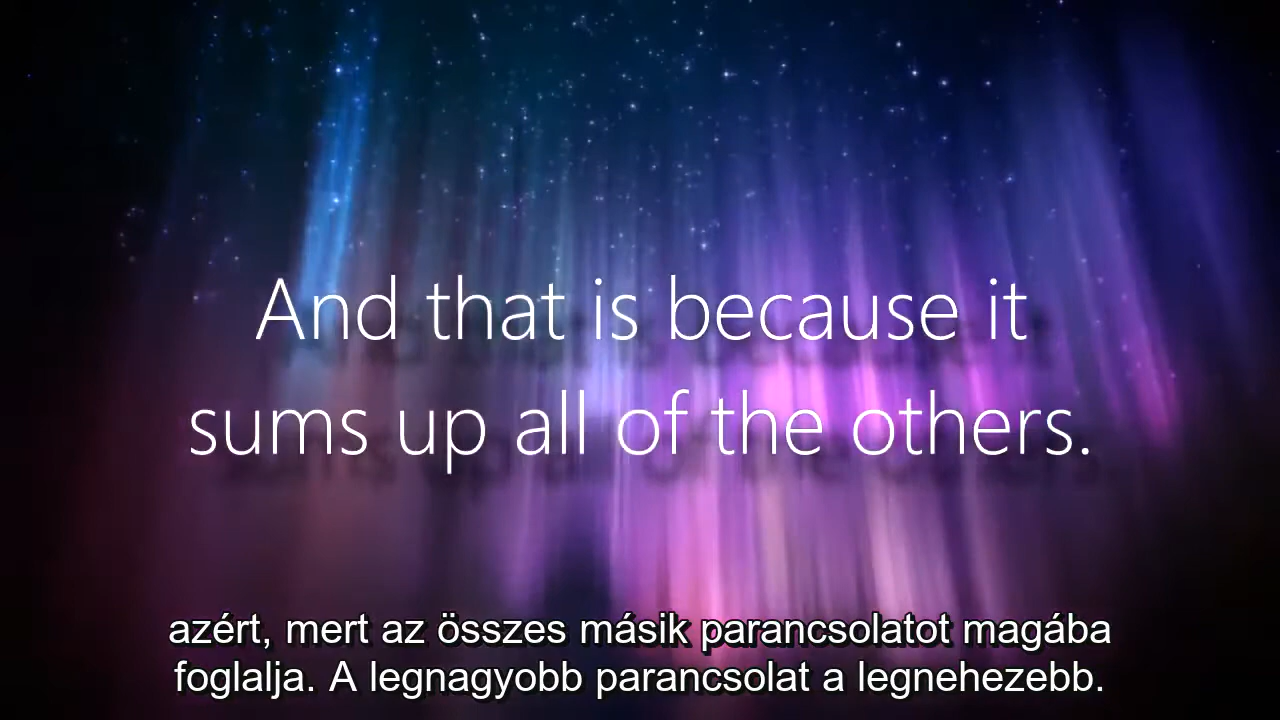 And that is because it
sums up all of the others.
azért, mert az összes másik parancsolatot magába
foglalja. A legnagyobb parancsolat a legnehezebb.